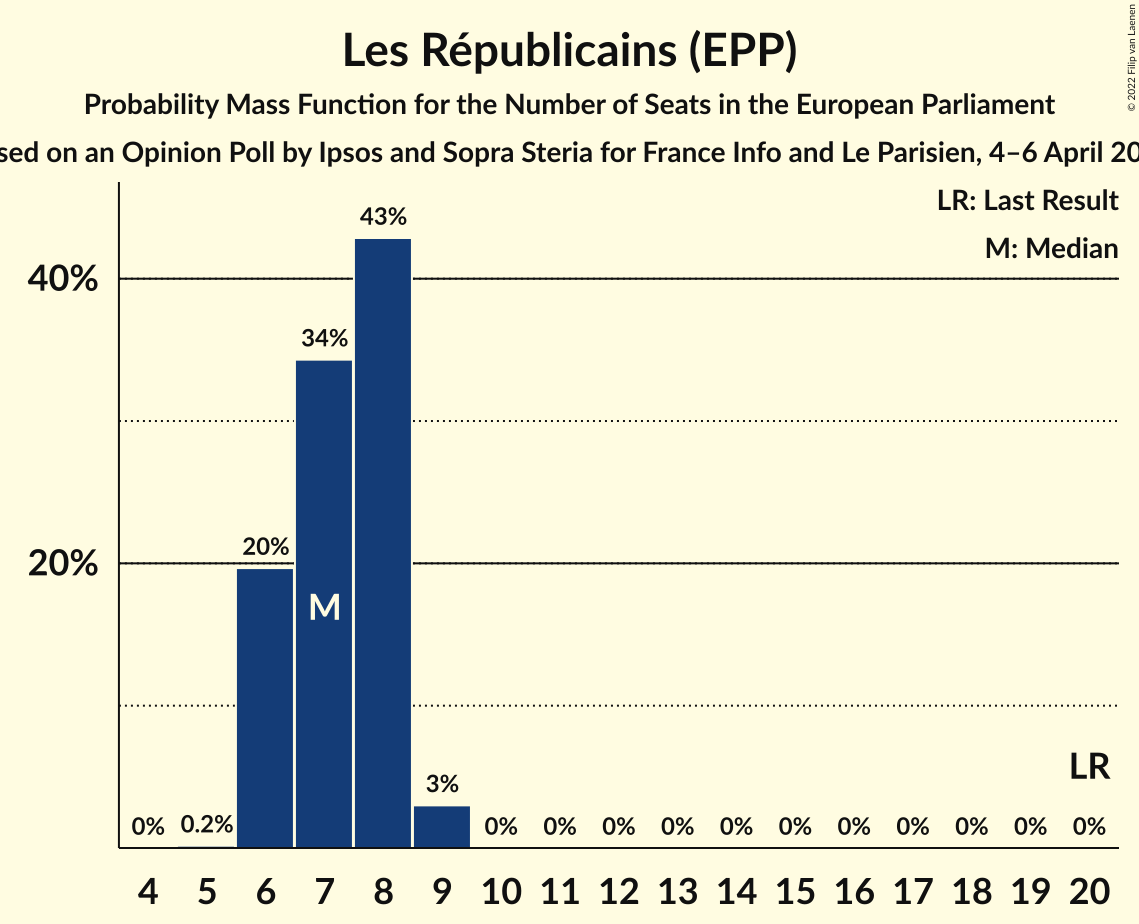 Les Républicains (EPP)
Probability Mass Function for the Number of Seats in the European Parliament
sed on an Opinion Poll by Ipsos and Sopra Steria for France Info and Le Parisien, 4–6 April 20
© 2022 Filip van Laenen
LR: Last Result
M: Median
43%
40%
34%
20%
20%
M
LR
3%
0% 0.2% 0% 0% 0% 0% 0% 0% 0% 0% 0% 0% 0%
4 5 6 7 8 9 10 11 12 13 14 15 16 17 18 19 20